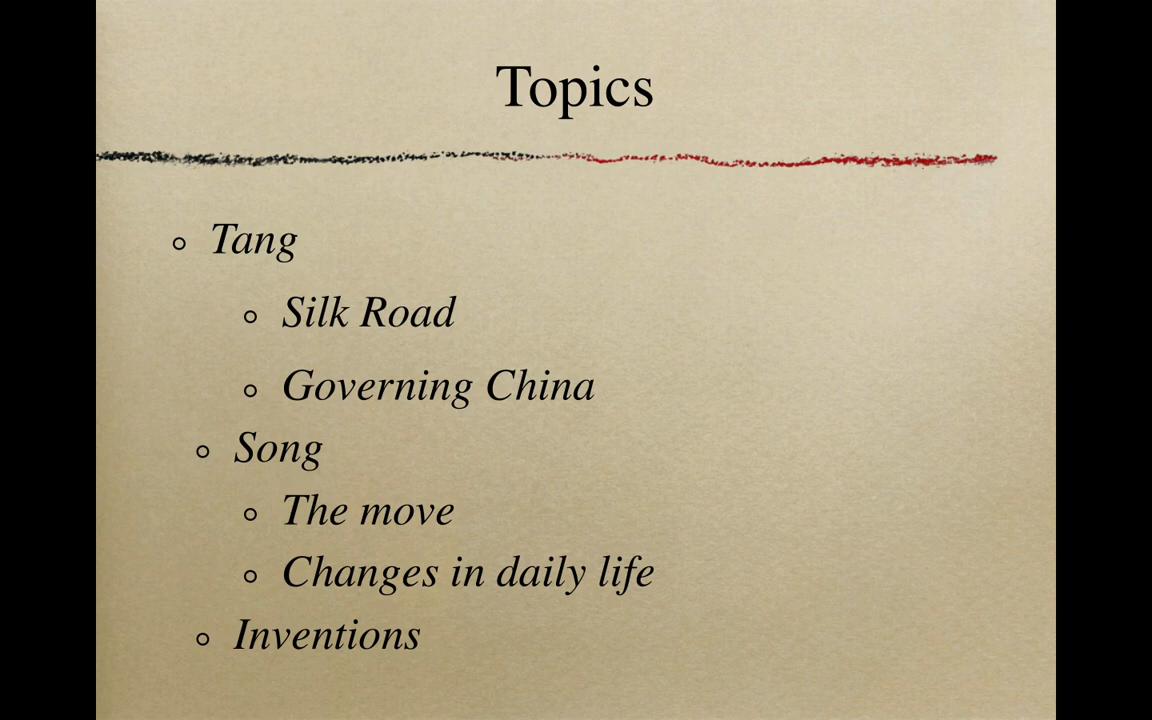 Topics
Tang
Silk Road
Governing China
Song
The move
Changes in daily life
Inventions